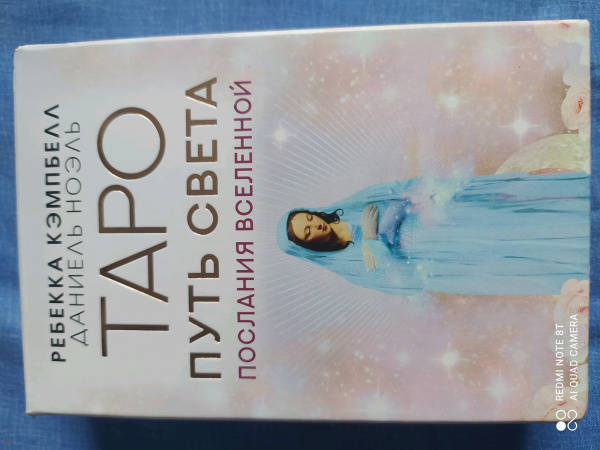 РЕБЕККА КЭМПБЕЛЛ
ДАНИЕЛЬ НОЭЛЬ
ТАРО
ПУТЬ СВЕТА
ПОСЛАНИЯ ВСЕЛЕННОЙ
REDMI NOTE 8T
AI QUAD CAMERA